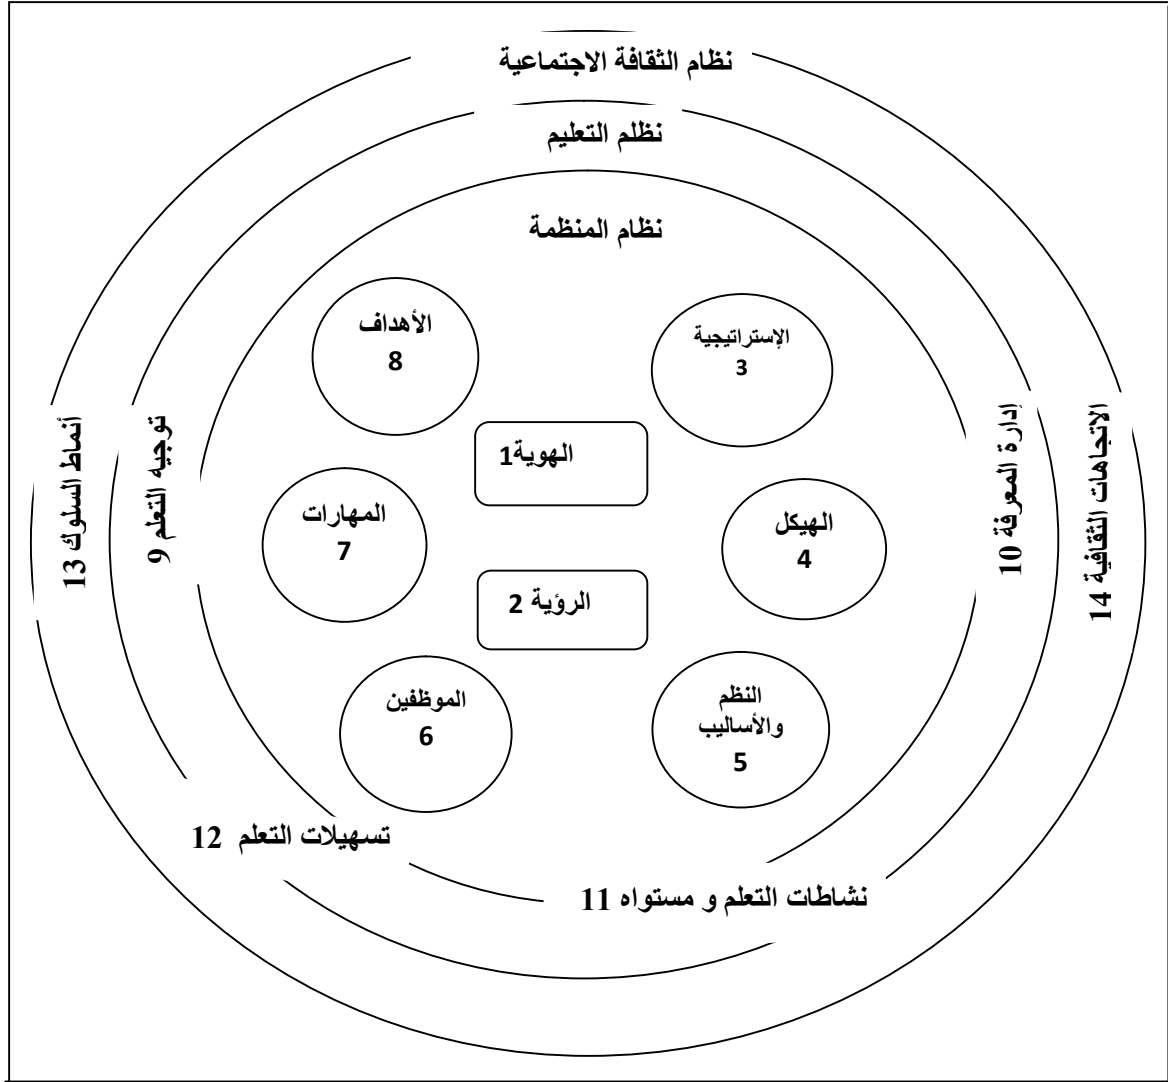 نظام الثقافة الاجتماعية
نظلم التعليم
نظام المنظمة
الهوية1
الرؤية 2
الإستراتيجية
3
الهيكل
4
النظم
والأساليب
5
الموظفين
6
المهارات
7
الأهداف
8
توجيه التعلم 9
إدارة المعرفة 10
نشاطات التعلم و مستواه 11
تسهيلات التعلم 12
أنماط السلوك 13
الاتجاهات الثقافية 14